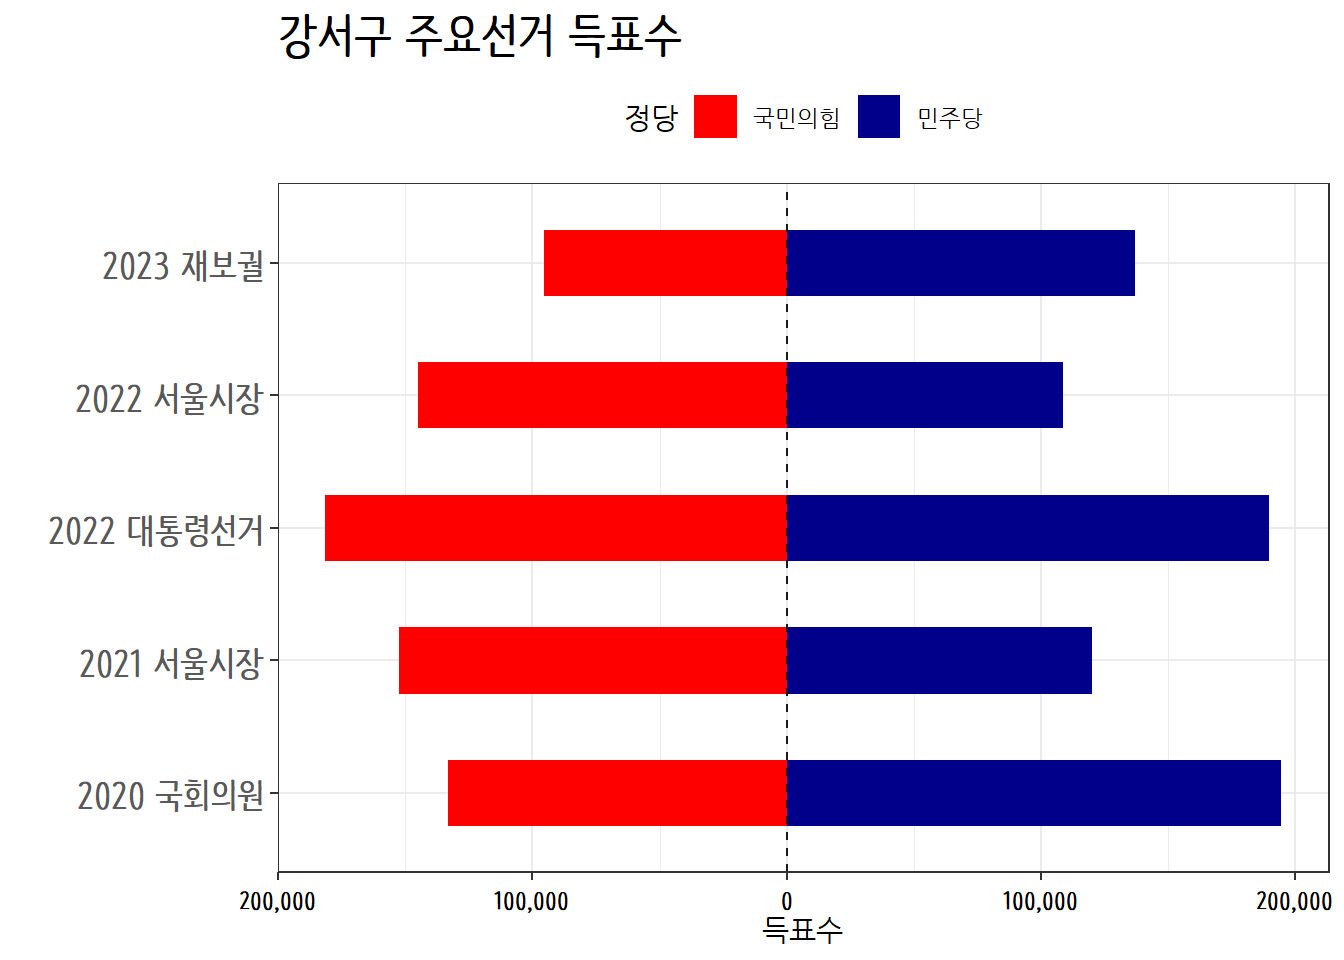 강서구 주요선거 득표수
정당 국민의힘 민주당
2023 재보궐
2022 서울시장
2022 대통령선거
2021 서울시장
2020 국회의원
200,000 100,000 0 100,000 200,000
득표수